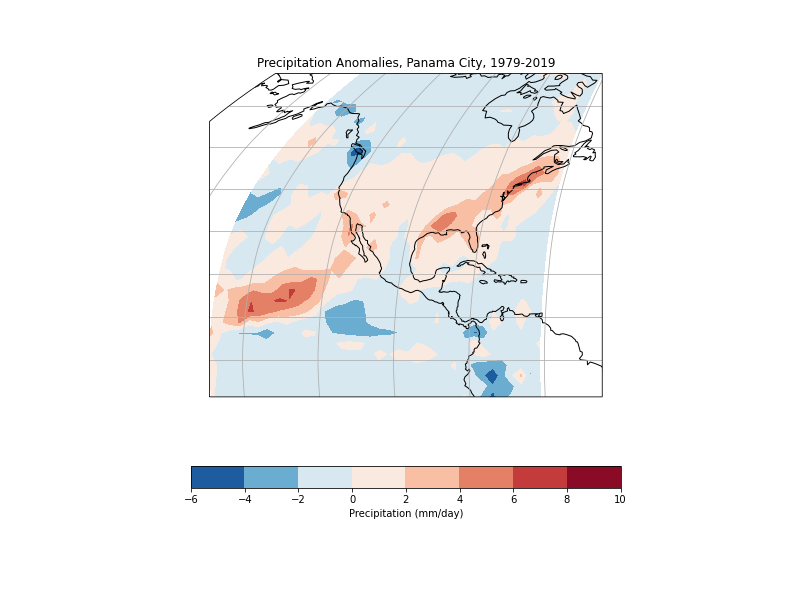 Precipitation Anomalies, Panama City, 1979-2019
−6 −4 −2 0 2 4 6 8 10
Precipitation (mm/day)